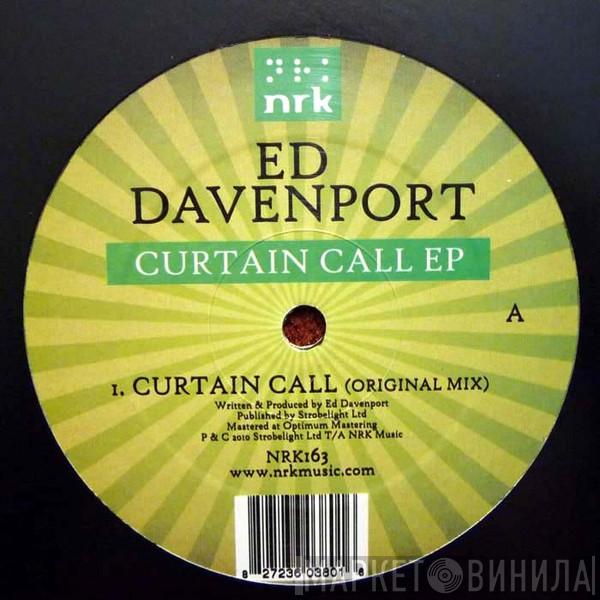 nrk
ED
DAVENPORT
CURTAIN CALL EP
A
1. CURTAIN CALL (ORIGINAL MIX)
Written & Produced by Ed Davenport
Published by Strobelight Ltd
Mastered at Optimum Mastering
P & C 2010 Strobelight Ltd T/A NRK Music
NRK163
www.nrkmusic.com
8 27236 03801 6
МАРКЕТ ВИНИЛА